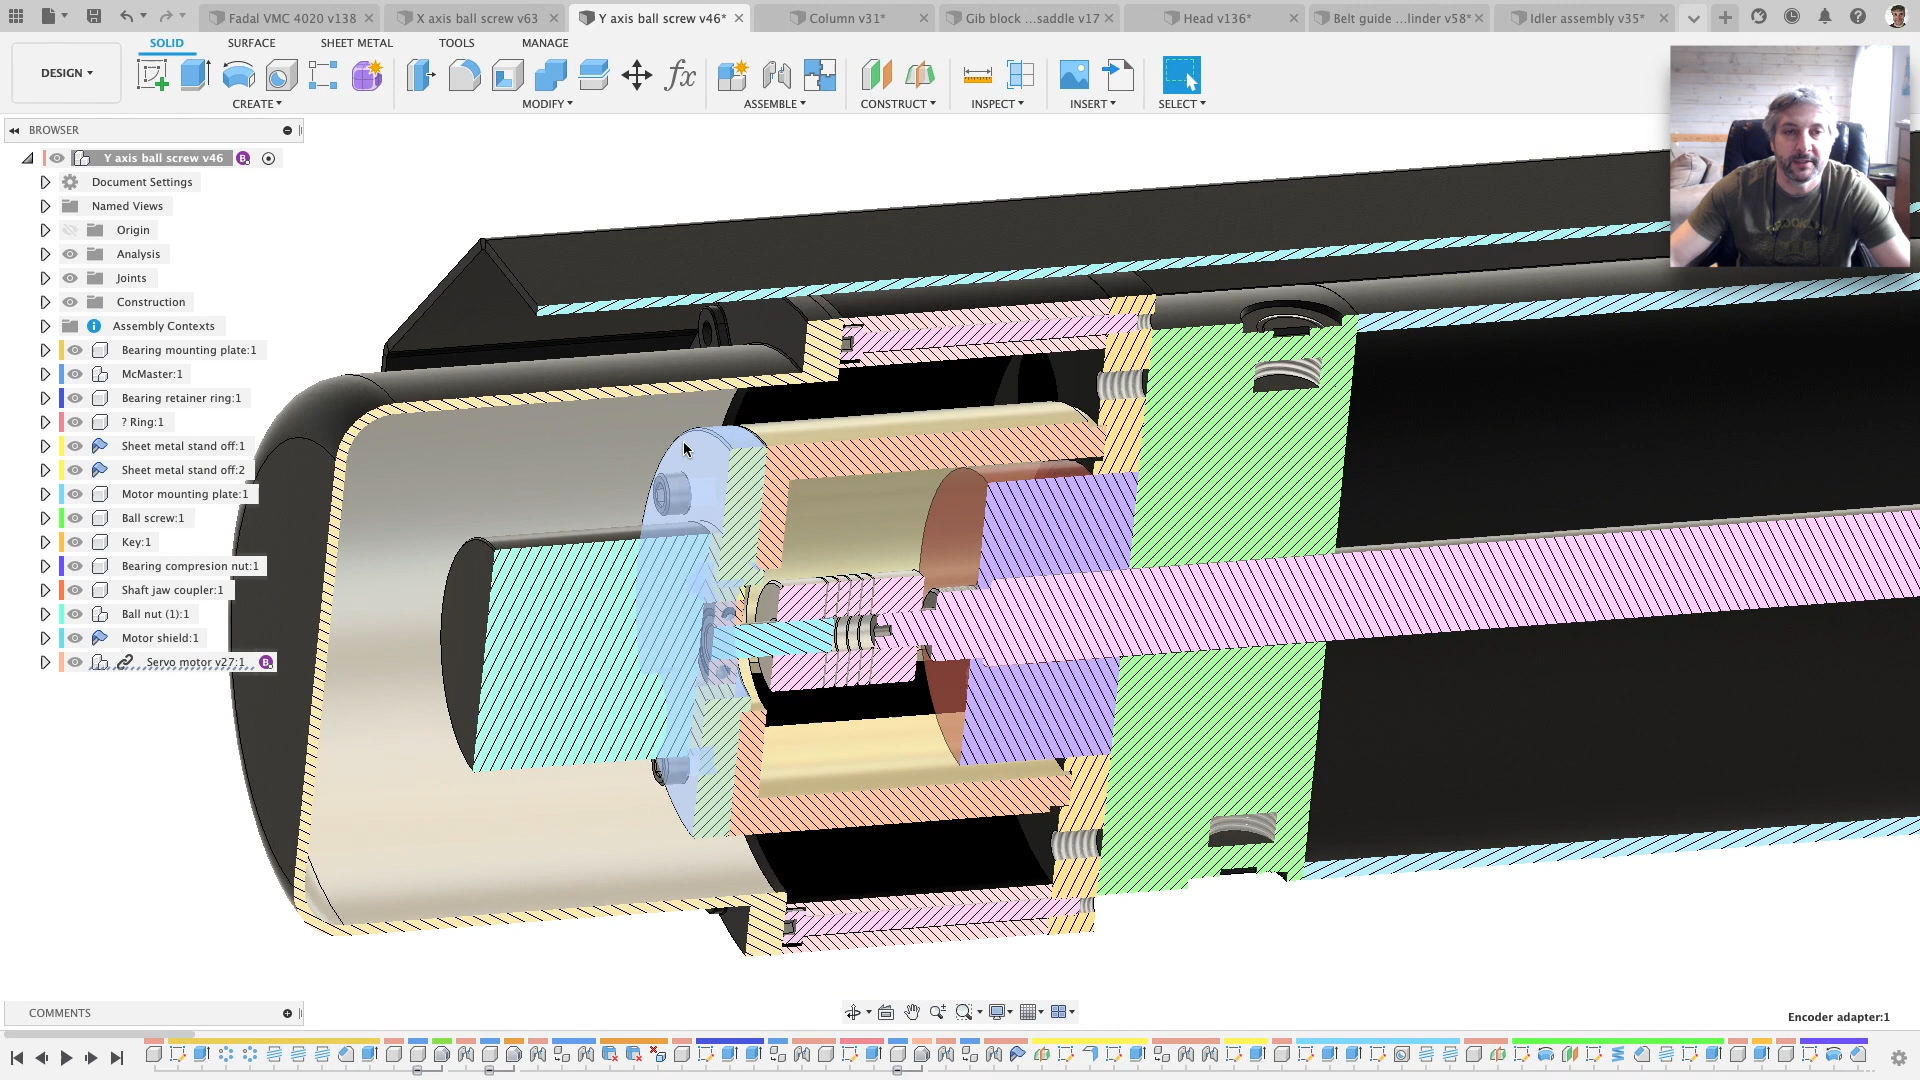 Fadal VMC 4020 v138
X axis ball screw v63
Y axis ball screw v46*
Column v31*
Gib block ...saddle v17
Head v136*
Belt guide ...linder v58*
Idler assembly v35*
SOLID
SURFACE
SHEET METAL
TOOLS
MANAGE
DESIGN
fx
CREATE
MODIFY
ASSEMBLE
CONSTRUCT
INSPECT
INSERT
SELECT
BROWSER
Y axis ball screw v46
Document Settings
Named Views
Origin
Analysis
Joints
Construction
Assembly Contexts
Bearing mounting plate:1
McMaster:1
Bearing retainer ring:1
? Ring:1
Sheet metal stand off:1
Sheet metal stand off:2
Motor mounting plate:1
Ball screw:1
Key:1
Bearing compresion nut:1
Shaft jaw coupler:1
Ball nut (1):1
Motor shield:1
Servo motor v27:1
COMMENTS
Encoder adapter:1